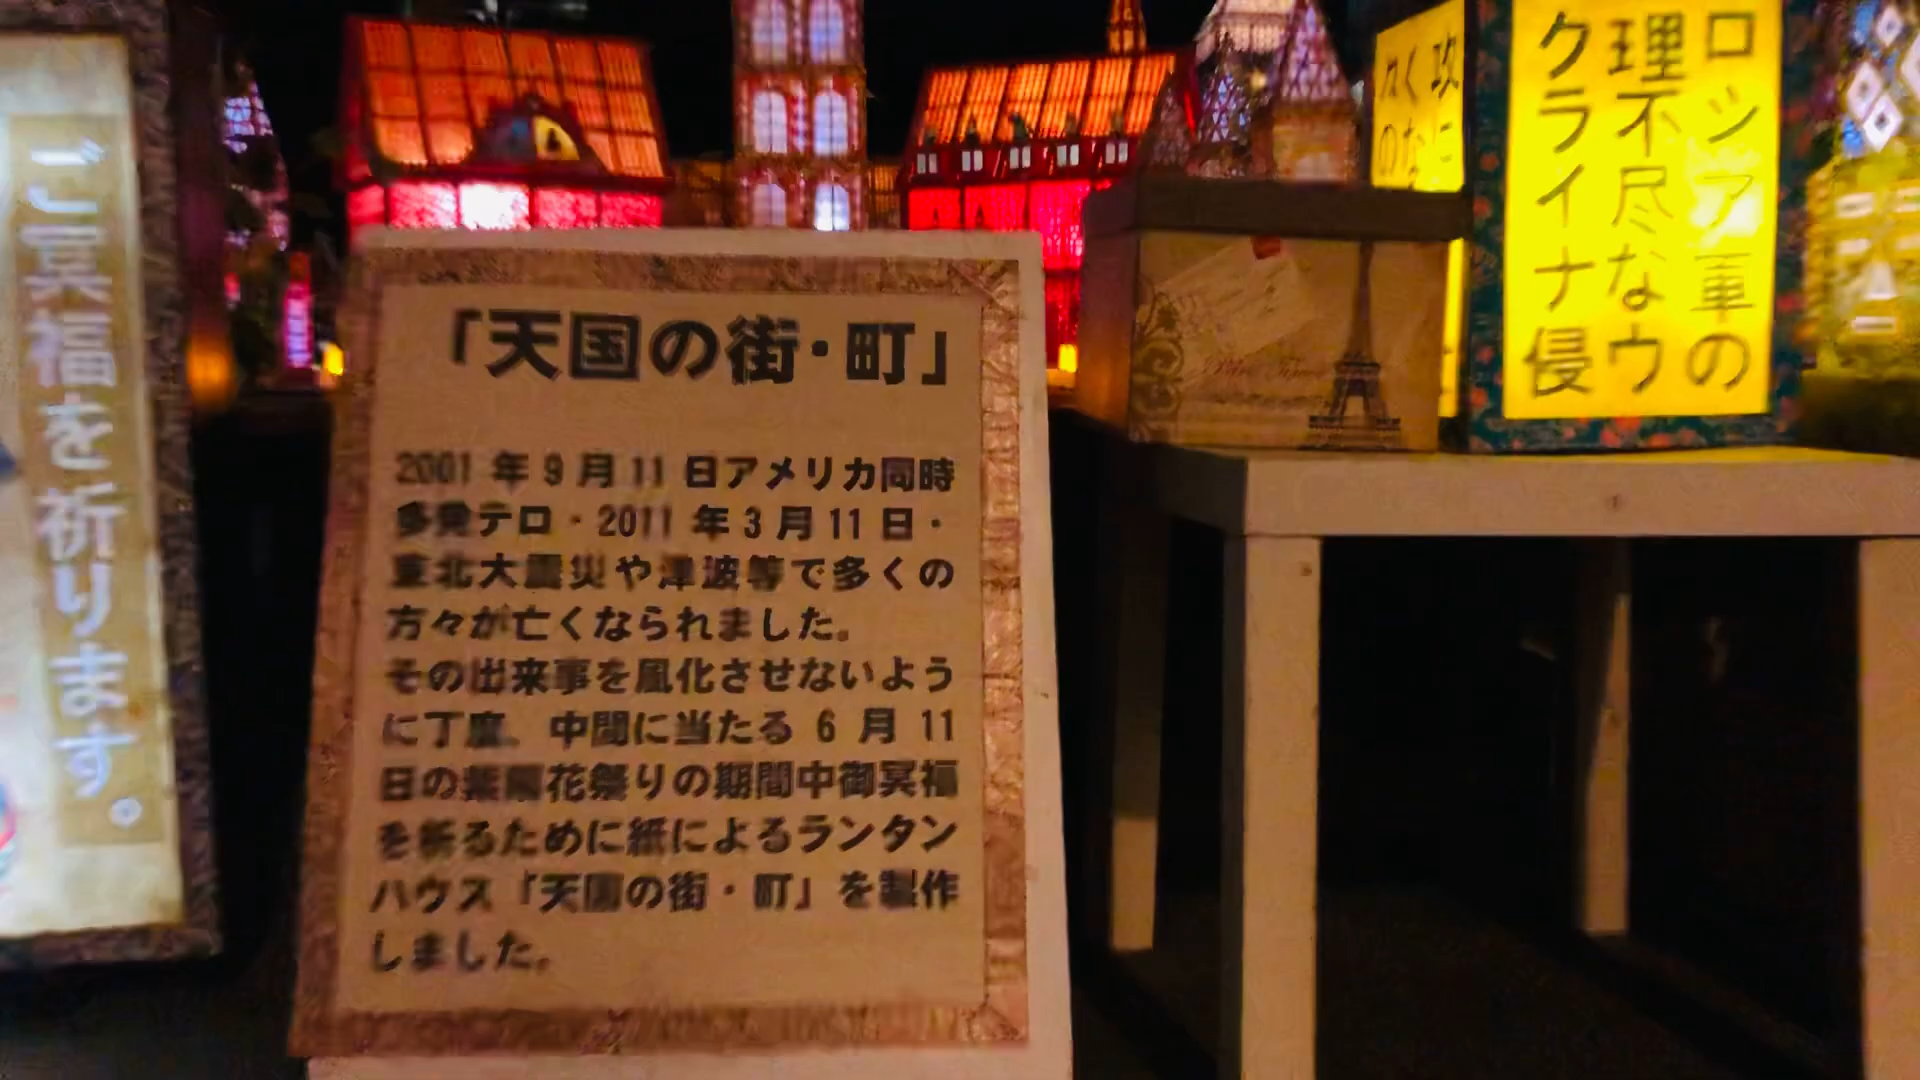 ご冥福を祈ります。
「天国の街・町」
2001年9月11日アメリカ同時
多発テロ・2011年3月11日・
東北大震災や津波等で多くの
方々が亡くなられました。
その出来事を風化させないよう
に丁度、中間に当たる6月11
日の紫陽花祭りの期間中御冥福
を祈るために紙によるランタン
ハウス「天国の街・町」を製作
しました。
攻に
くな
ロシア軍の
理不尽なウ
クライナ侵